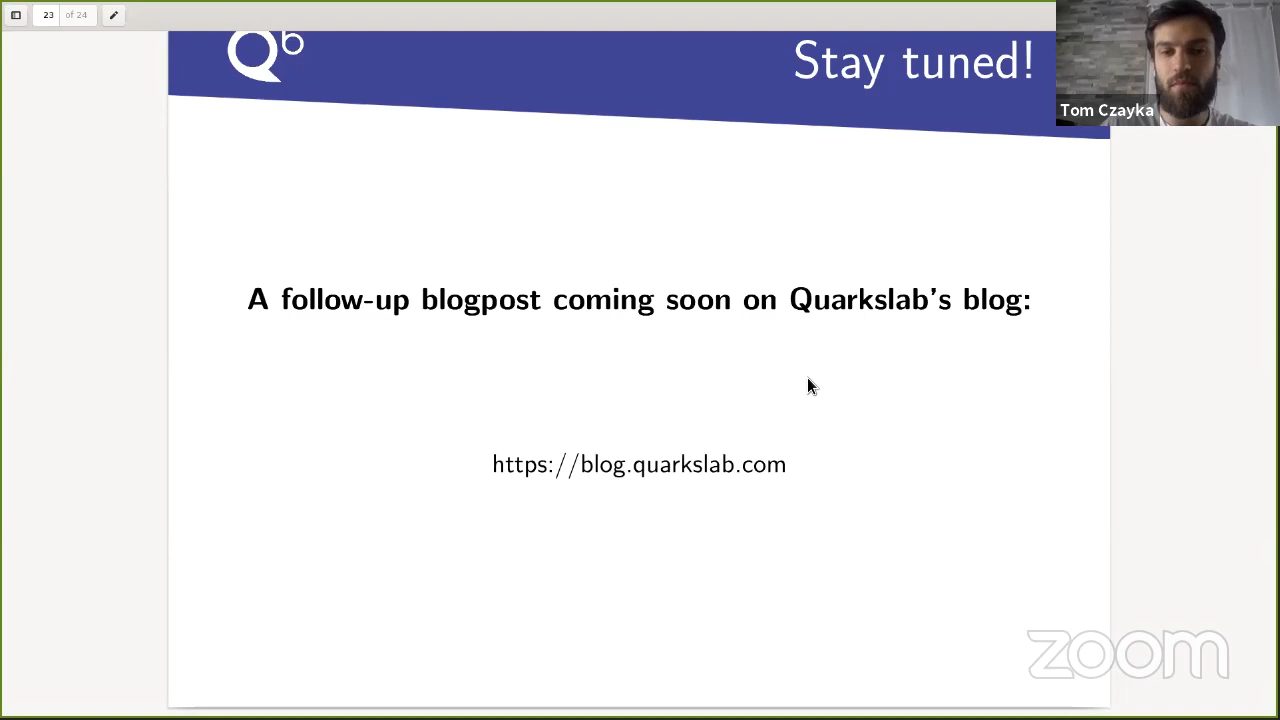 23 of 24
Qb
Stay tuned!
Tom Czayka
A follow-up blogpost coming soon on Quarkslab's blog:
https://blog.quarkslab.com
zoom